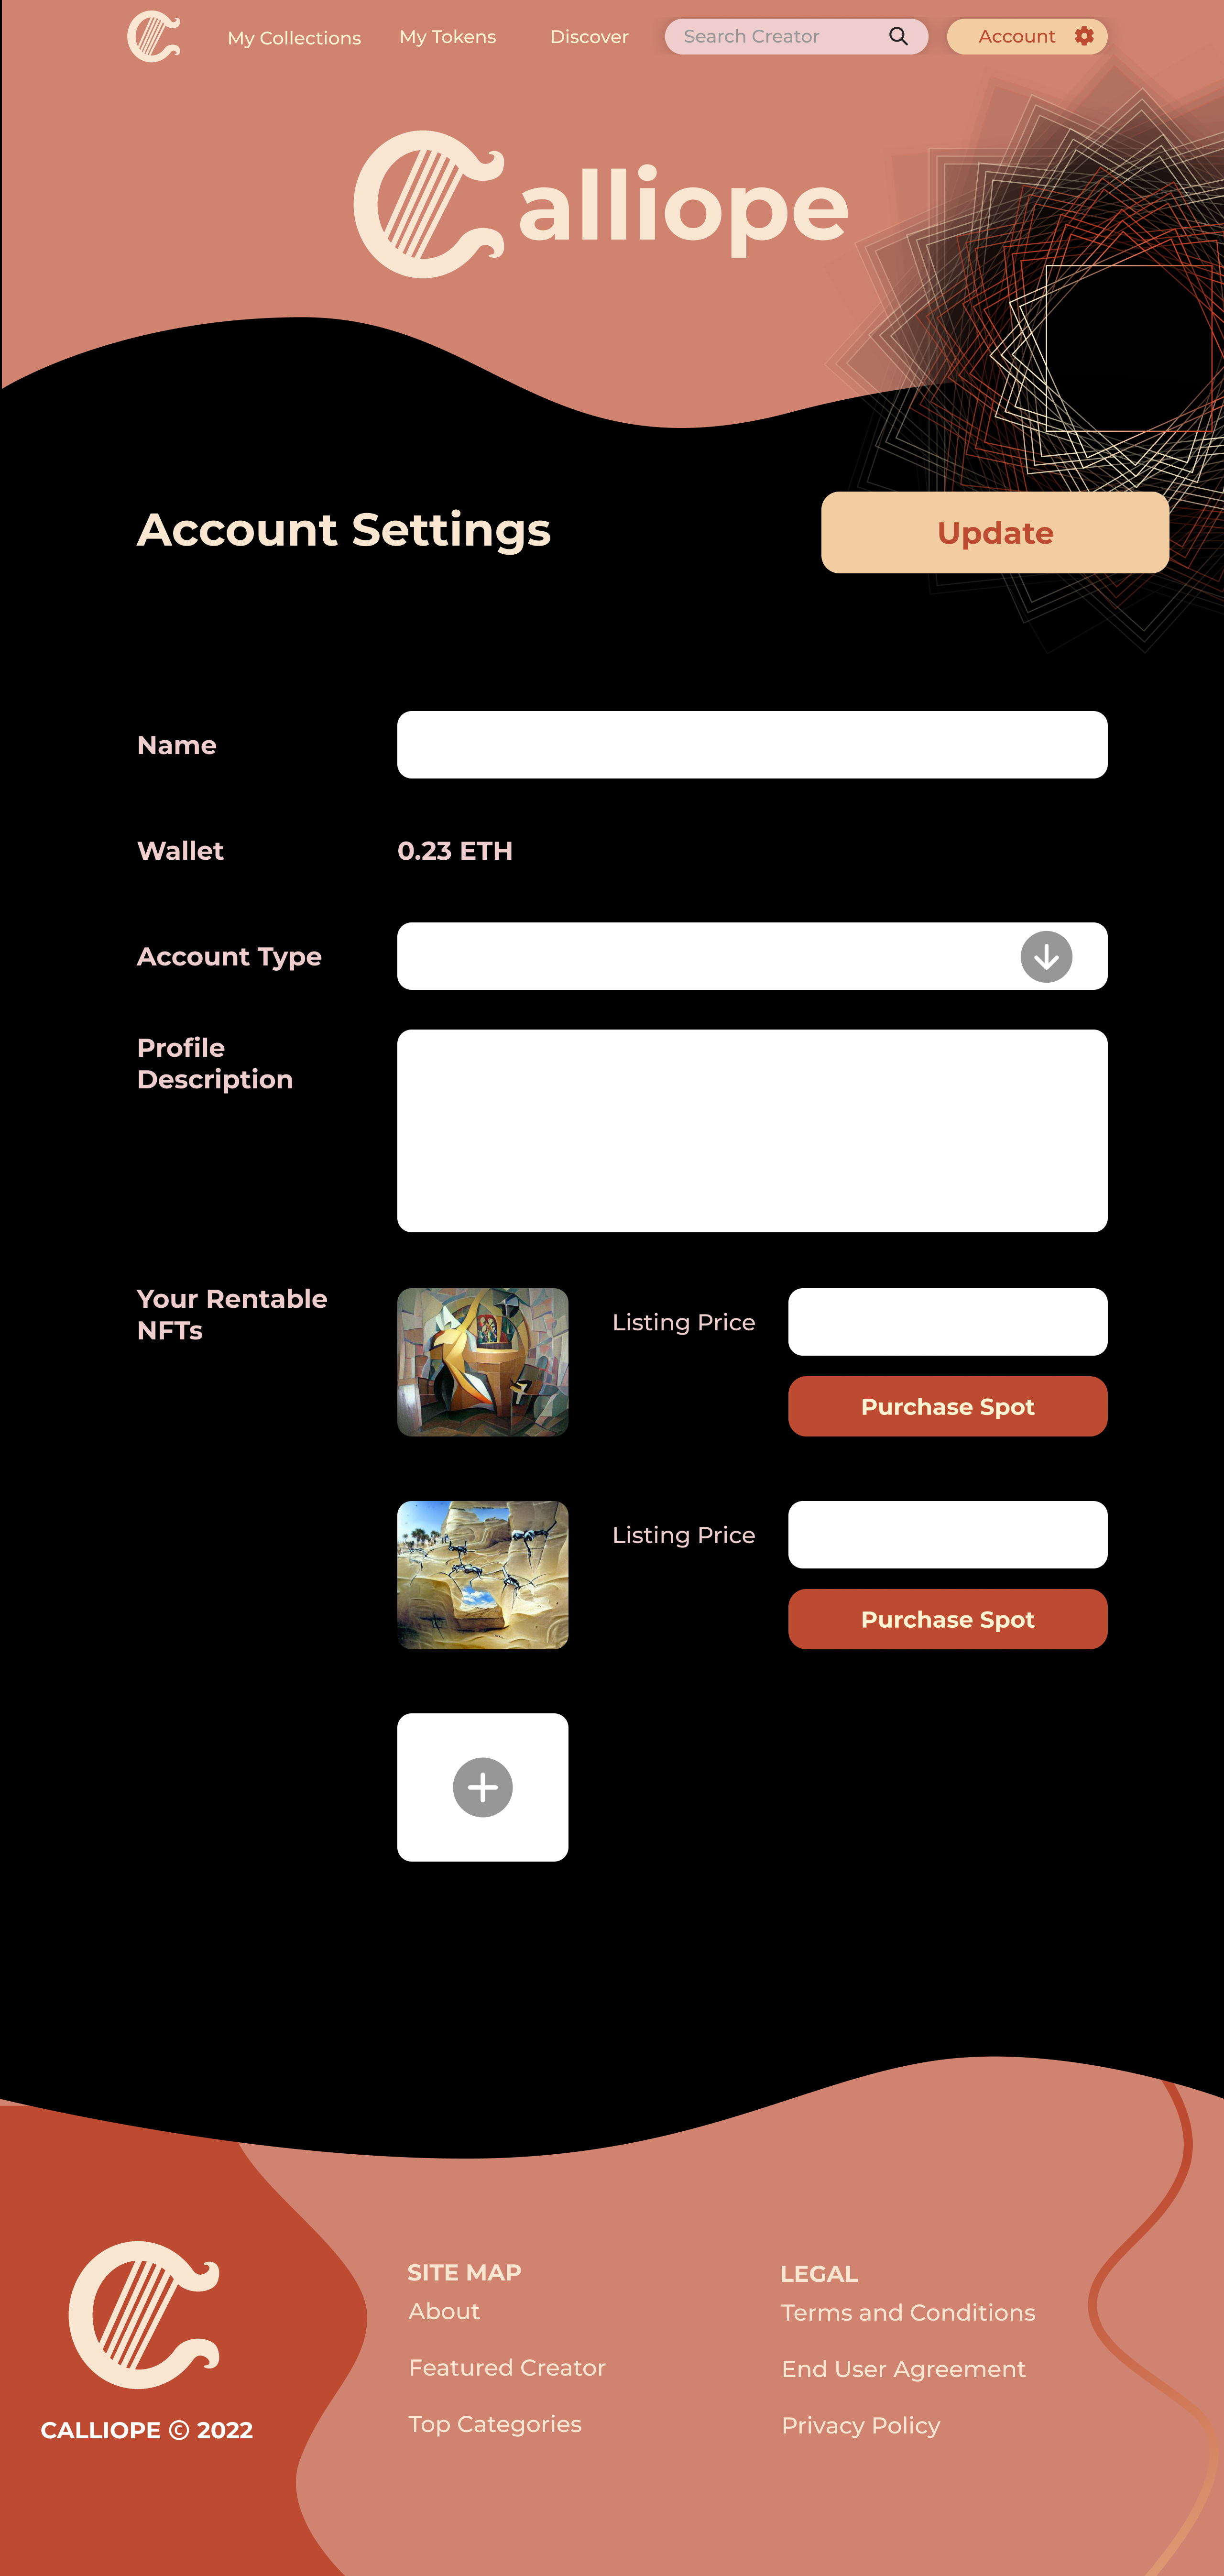 My Collections
My Tokens
Discover
Search Creator
Account
Calliope
Account Settings
Update
Name
Wallet
0.23 ETH
Account Type
Profile
Description
Your Rentable
NFTs
Listing Price
Purchase Spot
Listing Price
Purchase Spot
SITE MAP
About
Featured Creator
Top Categories
LEGAL
Terms and Conditions
End User Agreement
Privacy Policy
CALLIOPE © 2022